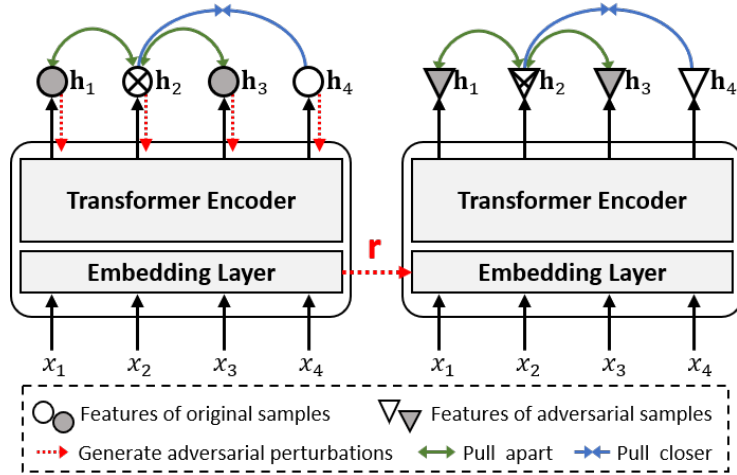 h₁ h₂ h₃ h₄ h₁ h₂ h₃ h₄
Transformer Encoder Transformer Encoder
r
Embedding Layer Embedding Layer
x₁ x₂ x₃ x₄ x₁ x₂ x₃ x₄
Features of original samples Features of adversarial samples
Generate adversarial perturbations Pull apart Pull closer